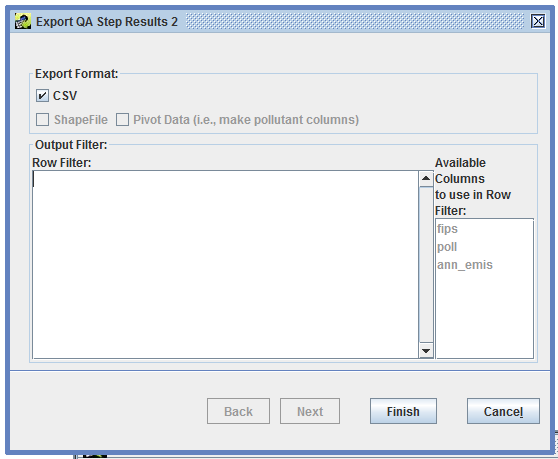 Export QA Step Results 2
Export Format:
CSV
ShapeFile Pivot Data (i.e., make pollutant columns)
Output Filter:
Row Filter:
Available
Columns
to use in Row
Filter:
fips
poll
ann_emis
Back Next Finish Cancel